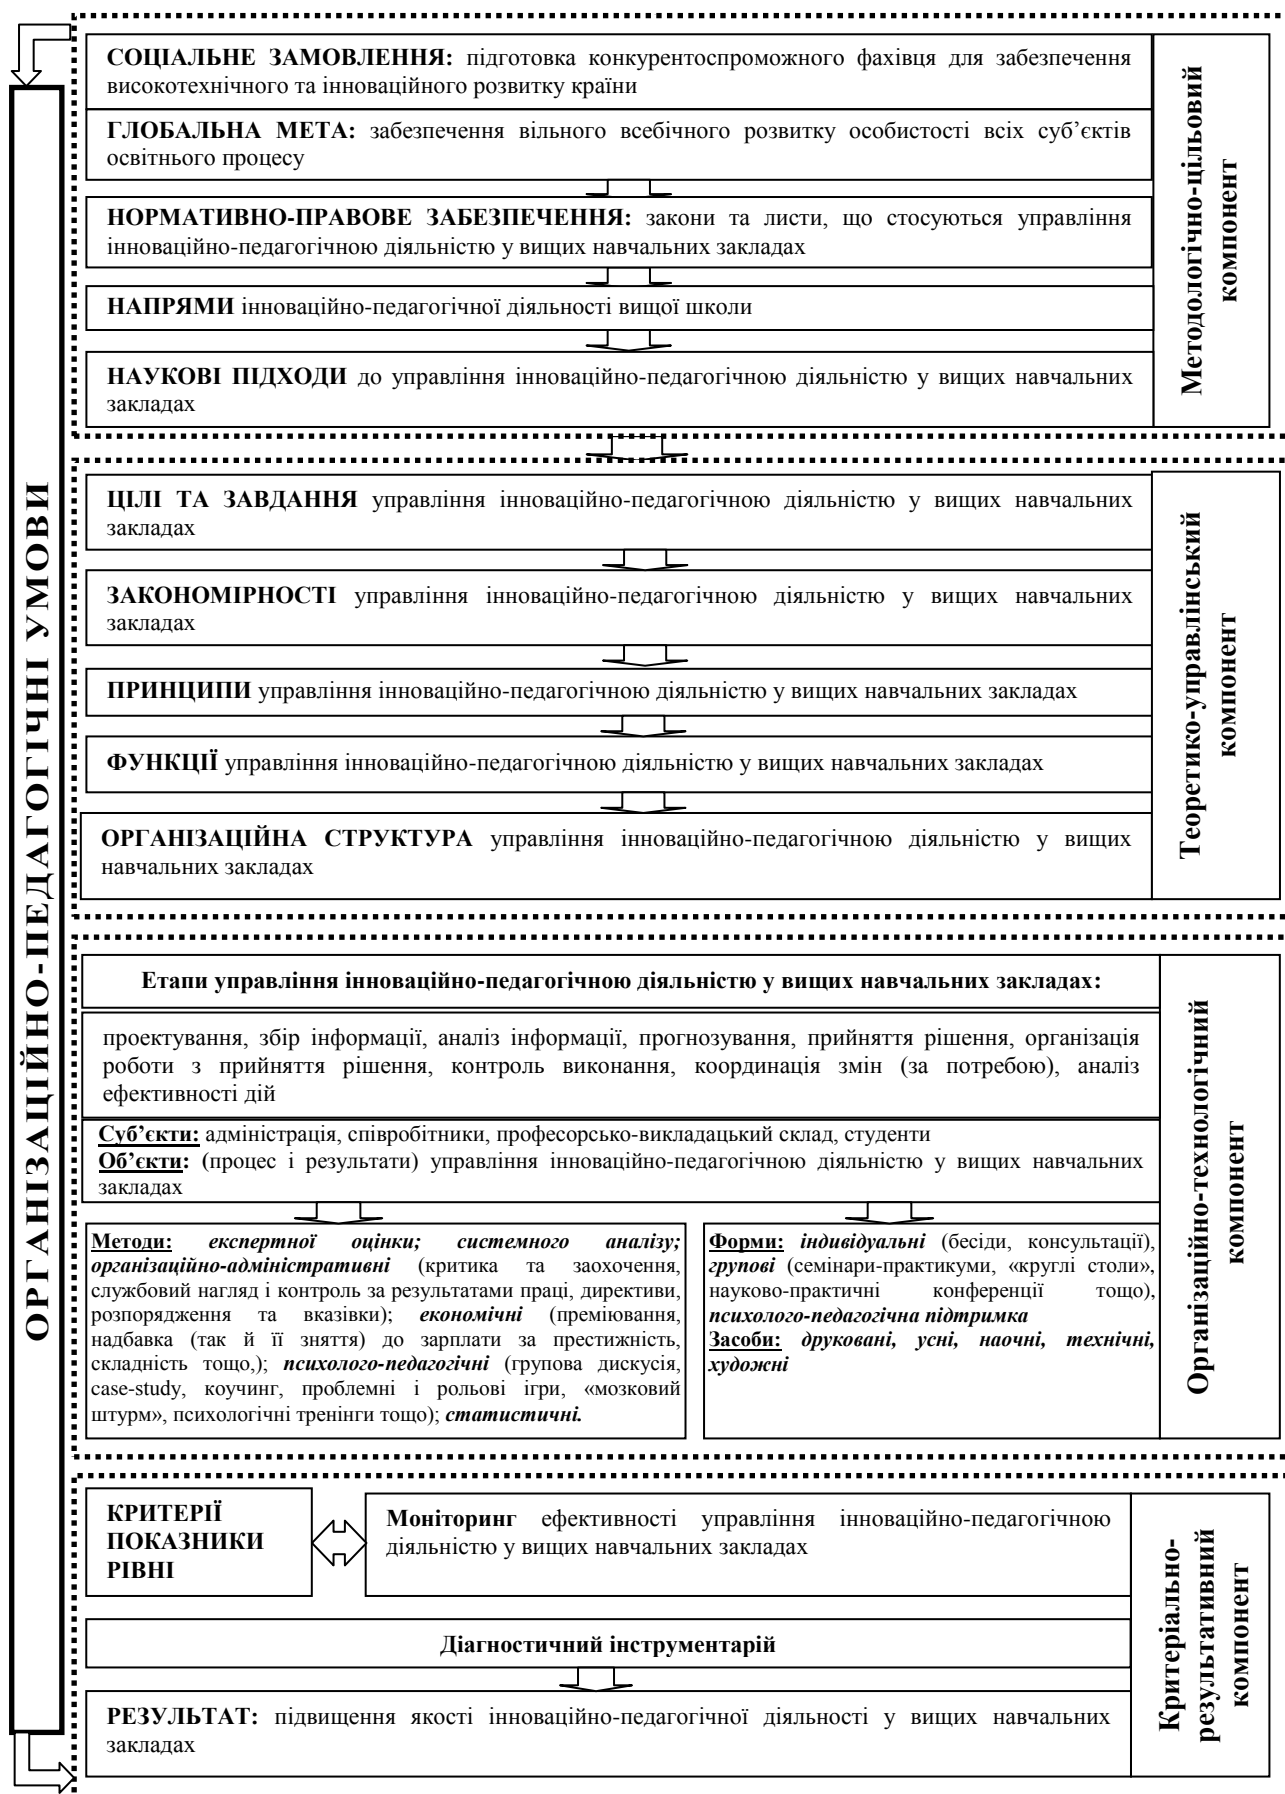 ОРГАНІЗАЦІЙНО-ПЕДАГОГІЧНІ УМОВИ
СОЦІАЛЬНЕ ЗАМОВЛЕННЯ: підготовка конкурентоспроможного фахівця для забезпечення
високотехнічного та інноваційного розвитку країни
ГЛОБАЛЬНА МЕТА: забезпечення вільного всебічного розвитку особистості всіх суб’єктів
освітнього процесу
НОРМАТИВНО-ПРАВОВЕ ЗАБЕЗПЕЧЕННЯ: закони та листи, що стосуються управління
інноваційно-педагогічною діяльністю у вищих навчальних закладах
НАПРЯМИ інноваційно-педагогічної діяльності вищої школи
НАУКОВІ ПІДХОДИ до управління інноваційно-педагогічною діяльністю у вищих навчальних
закладах
Методологічно-цільовий
компонент
ЦІЛІ ТА ЗАВДАННЯ управління інноваційно-педагогічною діяльністю у вищих навчальних
закладах
ЗАКОНОМІРНОСТІ управління інноваційно-педагогічною діяльністю у вищих навчальних
закладах
ПРИНЦИПИ управління інноваційно-педагогічною діяльністю у вищих навчальних закладах
ФУНКЦІЇ управління інноваційно-педагогічною діяльністю у вищих навчальних закладах
ОРГАНІЗАЦІЙНА СТРУКТУРА управління інноваційно-педагогічною діяльністю у вищих
навчальних закладах
Теоретико-управлінський
компонент
Етапи управління інноваційно-педагогічною діяльністю у вищих навчальних закладах:
проектування, збір інформації, аналіз інформації, прогнозування, прийняття рішення, організація
роботи з прийняття рішення, контроль виконання, координація змін (за потребою), аналіз
ефективності дій
Суб’єкти: адміністрація, співробітники, професорсько-викладацький склад, студенти
Об’єкти: (процес і результати) управління інноваційно-педагогічною діяльністю у вищих навчальних
закладах
Методи: експертної оцінки; системного аналізу;
організаційно-адміністративні (критика та заохочення,
службовий нагляд і контроль за результатами праці, директиви,
розпорядження та вказівки); економічні (преміювання,
надбавка (так й її зняття) до зарплати за престижність,
складність тощо,); психолого-педагогічні (групова дискусія,
case-study, коучинг, проблемні і рольові ігри, «мозковий
штурм», психологічні тренінги тощо); статистичні.
Форми: індивідуальні (бесіди, консультації),
групові (семінари-практикуми, «круглі столи»,
науково-практичні конференції тощо),
психолого-педагогічна підтримка
Засоби: друковані, усні, наочні, технічні,
художні
Організаційно-технологічний
компонент
КРИТЕРІЇ
ПОКАЗНИКИ
РІВНІ
Моніторинг ефективності управління інноваційно-педагогічною
діяльністю у вищих навчальних закладах
Діагностичний інструментарій
РЕЗУЛЬТАТ: підвищення якості інноваційно-педагогічної діяльності у вищих навчальних
закладах
Критеріально-
результативний
компонент